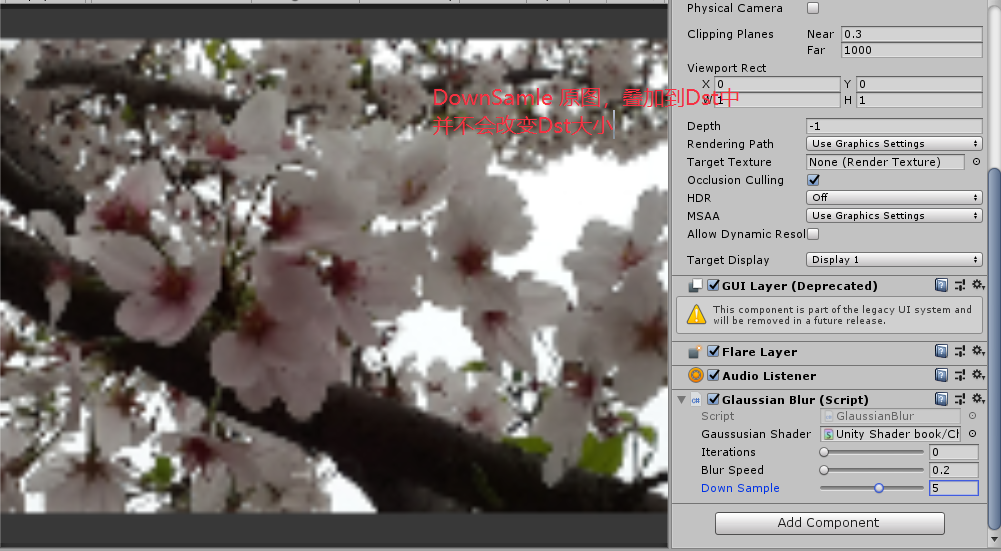 DownSamle 原图，叠加到Dst中
并不会改变Dst大小
Physical Camera
Clipping Planes Near 0.3
Far 1000
Viewport Rect
X 0 Y 0
W 1 H 1
Depth -1
Rendering Path Use Graphics Settings
Target Texture None (Render Texture)
Occlusion Culling
HDR Off
MSAA Use Graphics Settings
Allow Dynamic Resol
Target Display Display 1
GUI Layer (Deprecated)
This component is part of the legacy UI system and
will be removed in a future release.
Flare Layer
Audio Listener
Glaussian Blur (Script)
Script GlaussianBlur
Gaussusian Shader Unity Shader book/Cl
Iterations 0
Blur Speed 0.2
Down Sample 5
Add Component